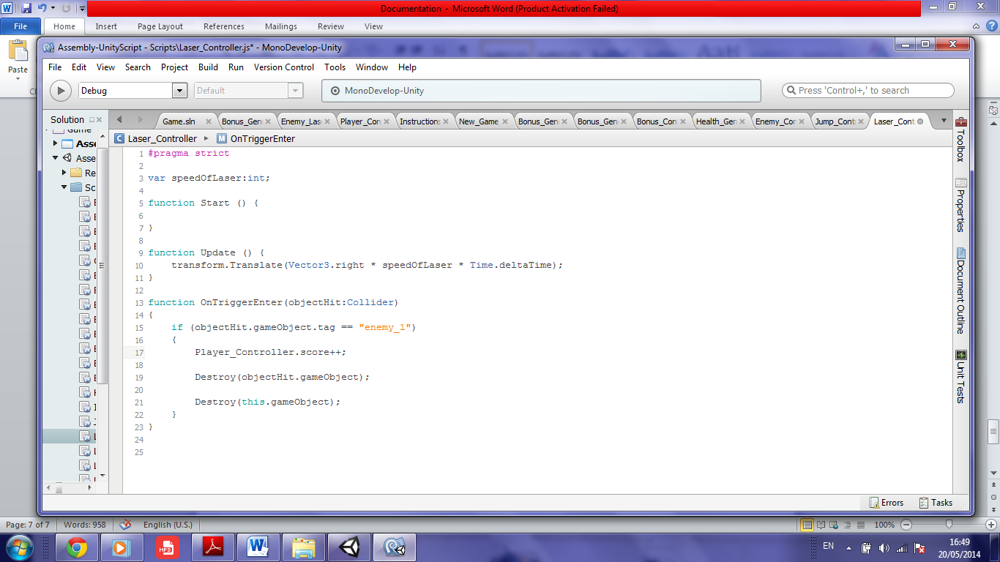 Documentation - Microsoft Word (Product Activation Failed)
File Home Insert Page Layout References Mailings Review View
Paste
Assembly-UnityScript - Scripts\Laser_Controller.js* - MonoDevelop-Unity
File Edit View Search Project Build Run Version Control Tools Window Help
Debug Default MonoDevelop-Unity Press 'Control+,' to search
Solution Game.sln Bonus_Gen Enemy_Las Player_Con Instructions New_Game Bonus_Gen Bonus_Gen Bonus_Con Health_Gen Enemy_Con Jump_Conti Laser_Cont
Game
Asse
Asse
Re
Sc
Laser_Controller OnTriggerEnter
1 #pragma strict
2
3 var speedOfLaser:int;
4
5 function Start () {
6
7 }
8
9 function Update () {
10 transform.Translate(Vector3.right * speedOfLaser * Time.deltaTime);
11 }
12
13 function OnTriggerEnter(objectHit:Collider)
14 {
15 if (objectHit.gameObject.tag == "enemy_1")
16 {
17 Player_Controller.score++;
18
19 Destroy(objectHit.gameObject);
20
21 Destroy(this.gameObject);
22 }
23 }
24
25
Toolbox
Properties
Document Outline
Unit Tests
Errors Tasks
Page: 7 of 7 Words: 958 English (U.S.) 100%
MP3
EN 16:49
20/05/2014